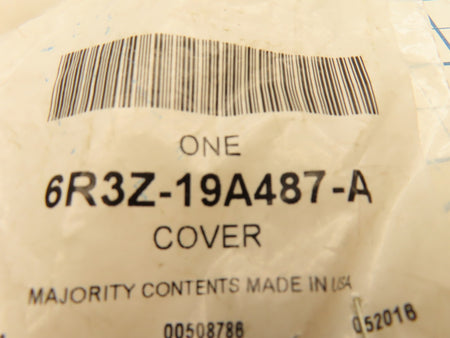 ONE
6R3Z-19A487-A
COVER
MAJORITY CONTENTS MADE IN USA
00508786 052016